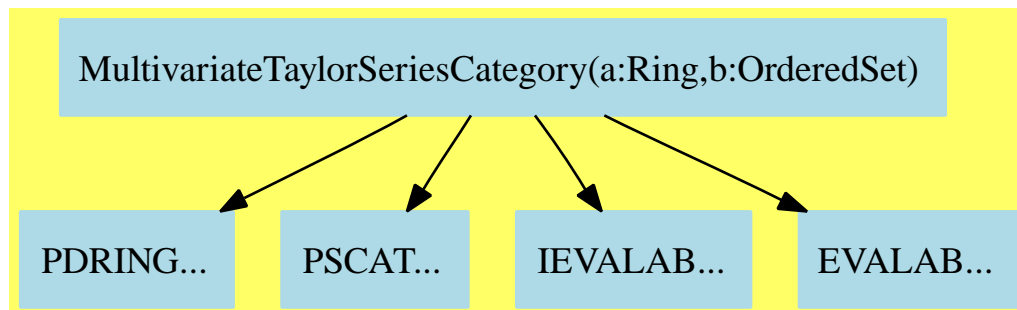 MultivariateTaylorSeriesCategory(a:Ring,b:OrderedSet)
PDRING...
PSCAT...
IEVALAB...
EVALAB...